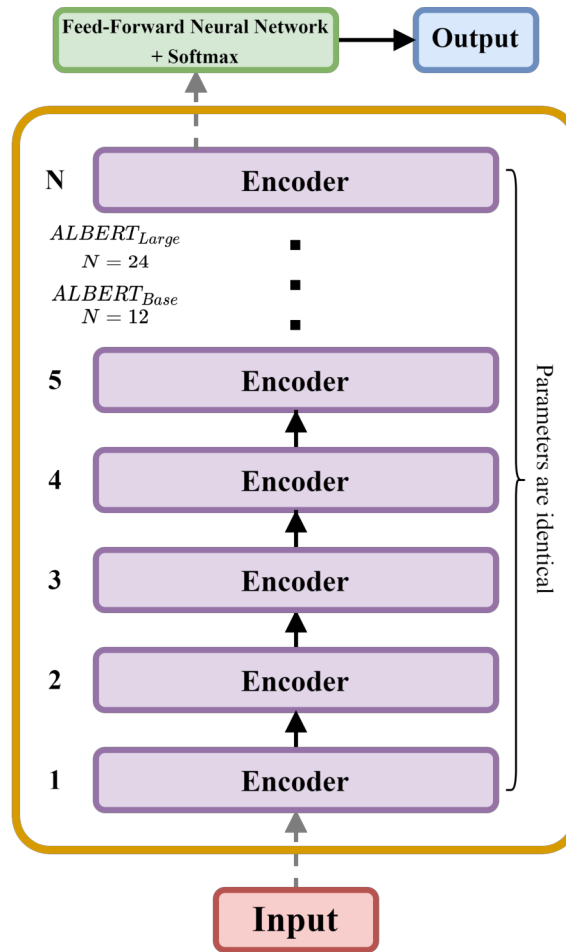 Feed-Forward Neural Network
+ Softmax
Output
N
Encoder
ALBERT_Large
N = 24
ALBERT_Base
N = 12
5
Encoder
4
Encoder
3
Encoder
2
Encoder
1
Encoder
Parameters are identical
Input